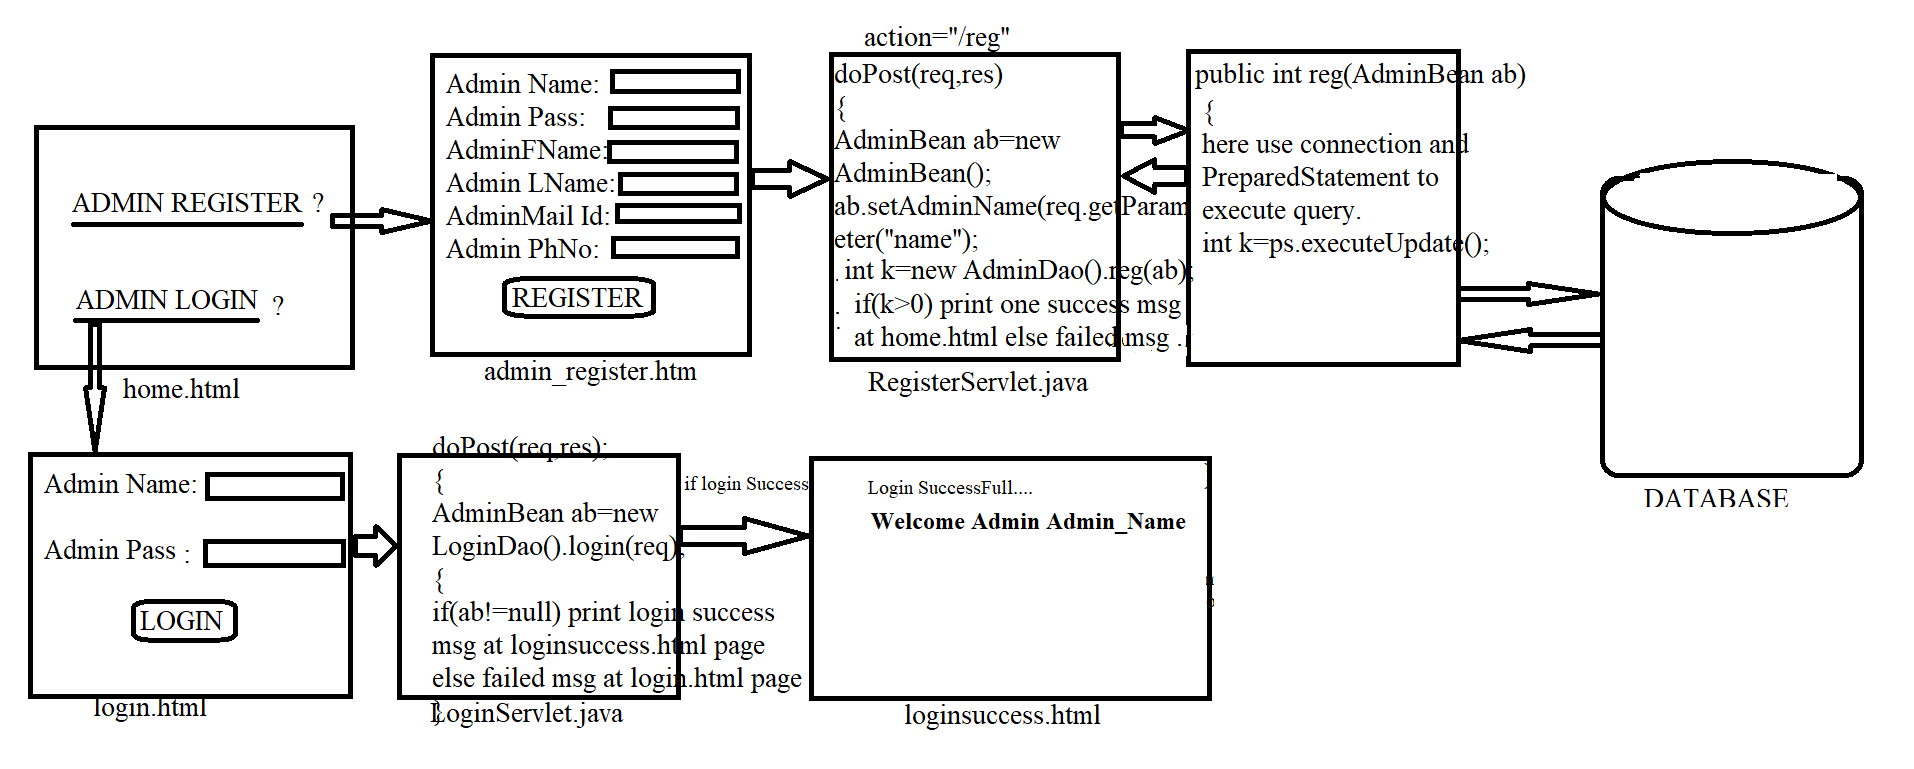 ADMIN REGISTER ?
ADMIN LOGIN ?
home.html
Admin Name:
Admin Pass:
AdminFName:
Admin LName:
AdminMail Id:
Admin PhNo:
REGISTER
admin_register.htm
action="/reg"
doPost(req,res)
{
AdminBean ab=new
AdminBean();
ab.setAdminName(req.getParam
eter("name");
. int k=new AdminDao().reg(ab);
. if(k>0) print one success msg
at home.html else failed msg .
RegisterServlet.java
public int reg(AdminBean ab)
{
here use connection and
PreparedStatement to
execute query.
int k=ps.executeUpdate();
DATABASE
Admin Name:
Admin Pass :
LOGIN
login.html
doPost(req,res);
{
AdminBean ab=new
LoginDao().login(req);
{
if(ab!=null) print login success
msg at loginsuccess.html page
else failed msg at login.html page
}
LoginServlet.java
if login Success
Login SuccessFull....
Welcome Admin Admin_Name
loginsuccess.html